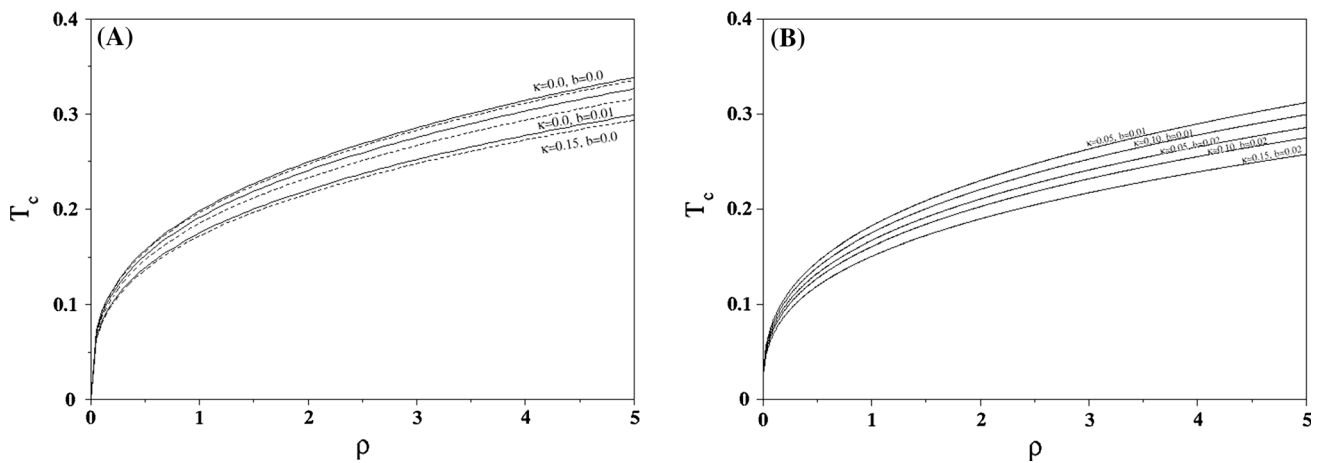 (A)
0.4
0.3
0.2
0.1
0
T_c
κ=0.0, b=0.0
κ=0.0, b=0.01
κ=0.15, b=0.0
0 1 2 3 4 5
ρ
(B)
0.4
0.3
0.2
0.1
0
T_c
κ=0.05, b=0.01
κ=0.10, b=0.01
κ=0.05, b=0.02
κ=0.10, b=0.02
κ=0.15, b=0.02
0 1 2 3 4 5
ρ